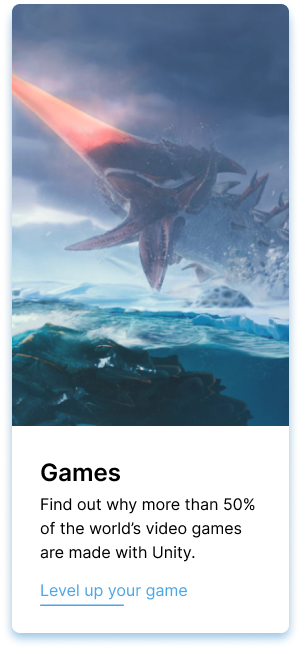 Games
Find out why more than 50%
of the world’s video games
are made with Unity.
Level up your game